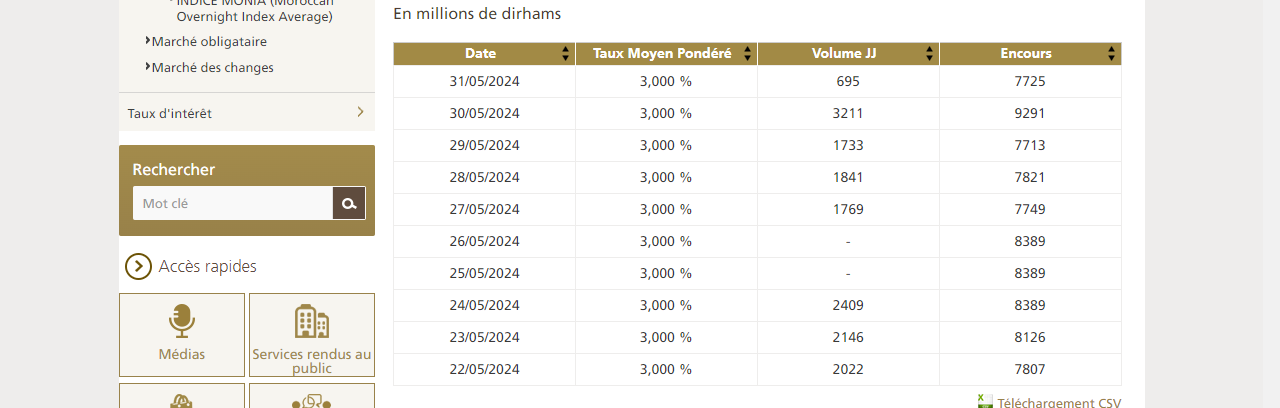 INDICE MONIA (Moroccan
Overnight Index Average)
Marché obligataire
Marché des changes
Taux d'intérêt
Rechercher
Mot clé
Accès rapides
Médias
Services rendus au
public
En millions de dirhams
Date Taux Moyen Pondéré Volume JJ Encours
31/05/2024 3,000 % 695 7725
30/05/2024 3,000 % 3211 9291
29/05/2024 3,000 % 1733 7713
28/05/2024 3,000 % 1841 7821
27/05/2024 3,000 % 1769 7749
26/05/2024 3,000 % - 8389
25/05/2024 3,000 % - 8389
24/05/2024 3,000 % 2409 8389
23/05/2024 3,000 % 2146 8126
22/05/2024 3,000 % 2022 7807
Téléchargement CSV